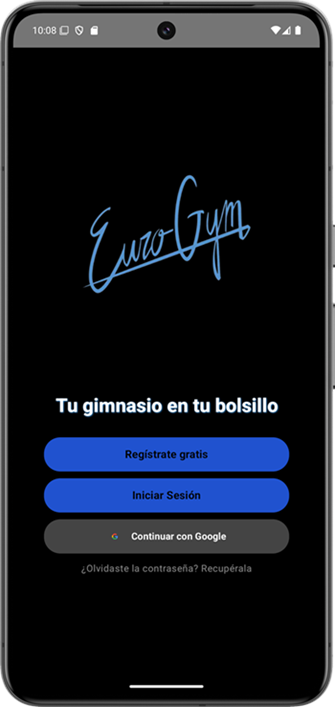 10:08
Euro Gym
Tu gimnasio en tu bolsillo
Regístrate gratis
Iniciar Sesión
G Continuar con Google
¿Olvidaste la contraseña? Recupérala